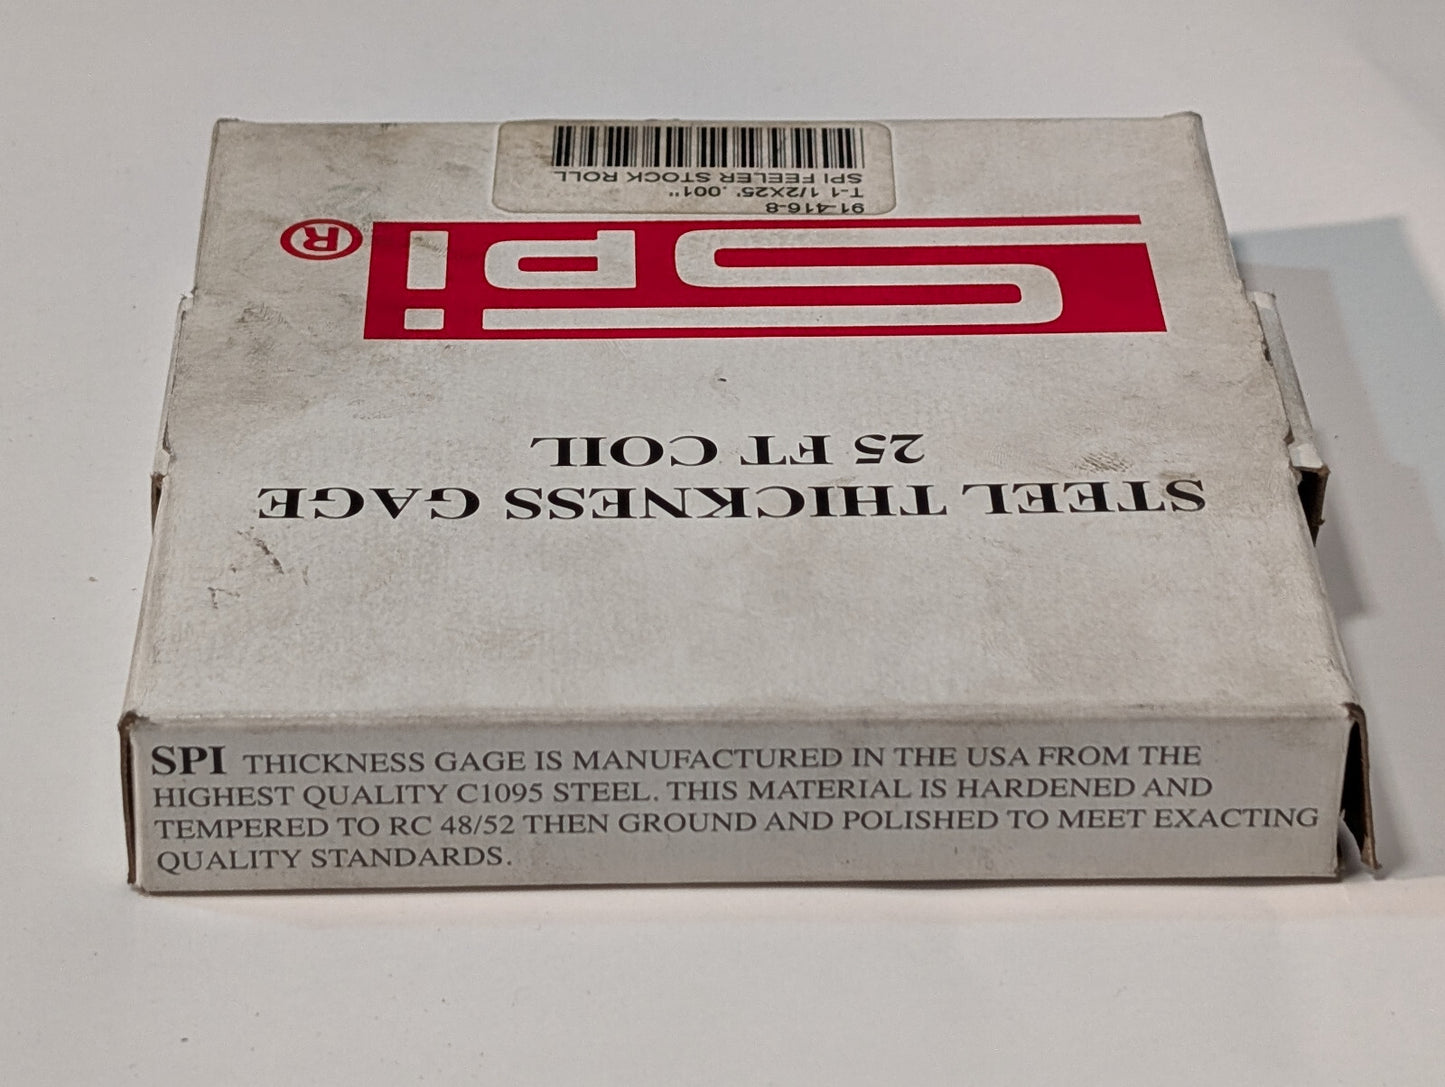 91-416-8
T-1 1/2X25' .001"
SPI FEELER STOCK ROLL
SPi®
STEEL THICKNESS GAGE
25 FT COIL
SPI THICKNESS GAGE IS MANUFACTURED IN THE USA FROM THE
HIGHEST QUALITY C1095 STEEL. THIS MATERIAL IS HARDENED AND
TEMPERED TO RC 48/52 THEN GROUND AND POLISHED TO MEET EXACTING
QUALITY STANDARDS.